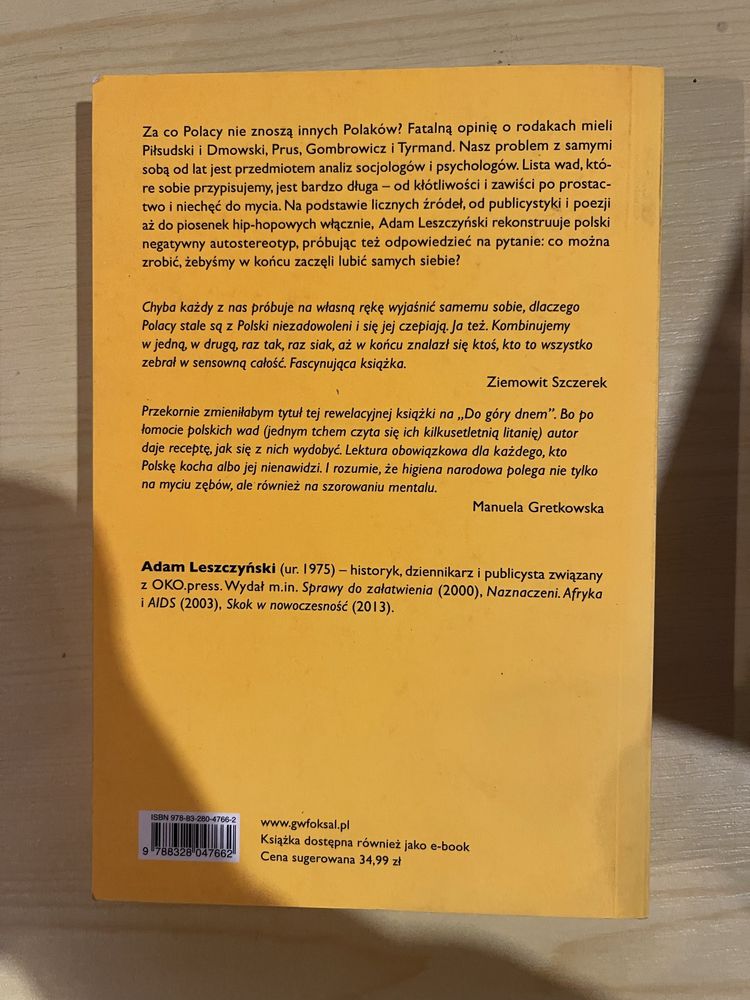 Za co Polacy nie znoszą innych Polaków? Fatalną opinię o rodakach mieli
Piłsudski i Dmowski, Prus, Gombrowicz i Tyrmand. Nasz problem z samymi
sobą od lat jest przedmiotem analiz socjologów i psychologów. Lista wad, któ-
re sobie przypisujemy, jest bardzo długa – od kłótliwości i zawiści po prostac-
two i niechęć do mycia. Na podstawie licznych źródeł, od publicystyki i poezji
aż do piosenek hip-hopowych włącznie, Adam Leszczyński rekonstruuje polski
negatywny autostereotyp, próbując też odpowiedzieć na pytanie: co można
zrobić, żebyśmy w końcu zaczęli lubić samych siebie?
Chyba każdy z nas próbuje na własną rękę wyjaśnić samemu sobie, dlaczego
Polacy stale są z Polski niezadowoleni i się jej czepiają. Ja też. Kombinujemy
w jedną, w drugą, raz tak, raz siak, aż w końcu znalazł się ktoś, kto to wszystko
zebrał w sensowną całość. Fascynująca książka.
Ziemowit Szczerek
Przekornie zmieniłabym tytuł tej rewelacyjnej książki na „Do góry dnem”. Bo po
łomocie polskich wad (jednym tchem czyta się ich kilkusetletnią litanię) autor
daje receptę, jak się z nich wydobyć. Lektura obowiązkowa dla każdego, kto
Polskę kocha albo jej nienawidzi. I rozumie, że higiena narodowa polega nie tylko
na myciu zębów, ale również na szorowaniu mentalu.
Manuela Gretkowska
Adam Leszczyński (ur. 1975) – historyk, dziennikarz i publicysta związany
z OKO.press. Wydał m.in. Sprawy do załatwienia (2000), Naznaczeni. Afryka
i AIDS (2003), Skok w nowoczesność (2013).
ISBN 978-83-280-4766-2
9 788328 047662
www.gwfoksal.pl
Książka dostępna również jako e-book
Cena sugerowana 34,99 zł